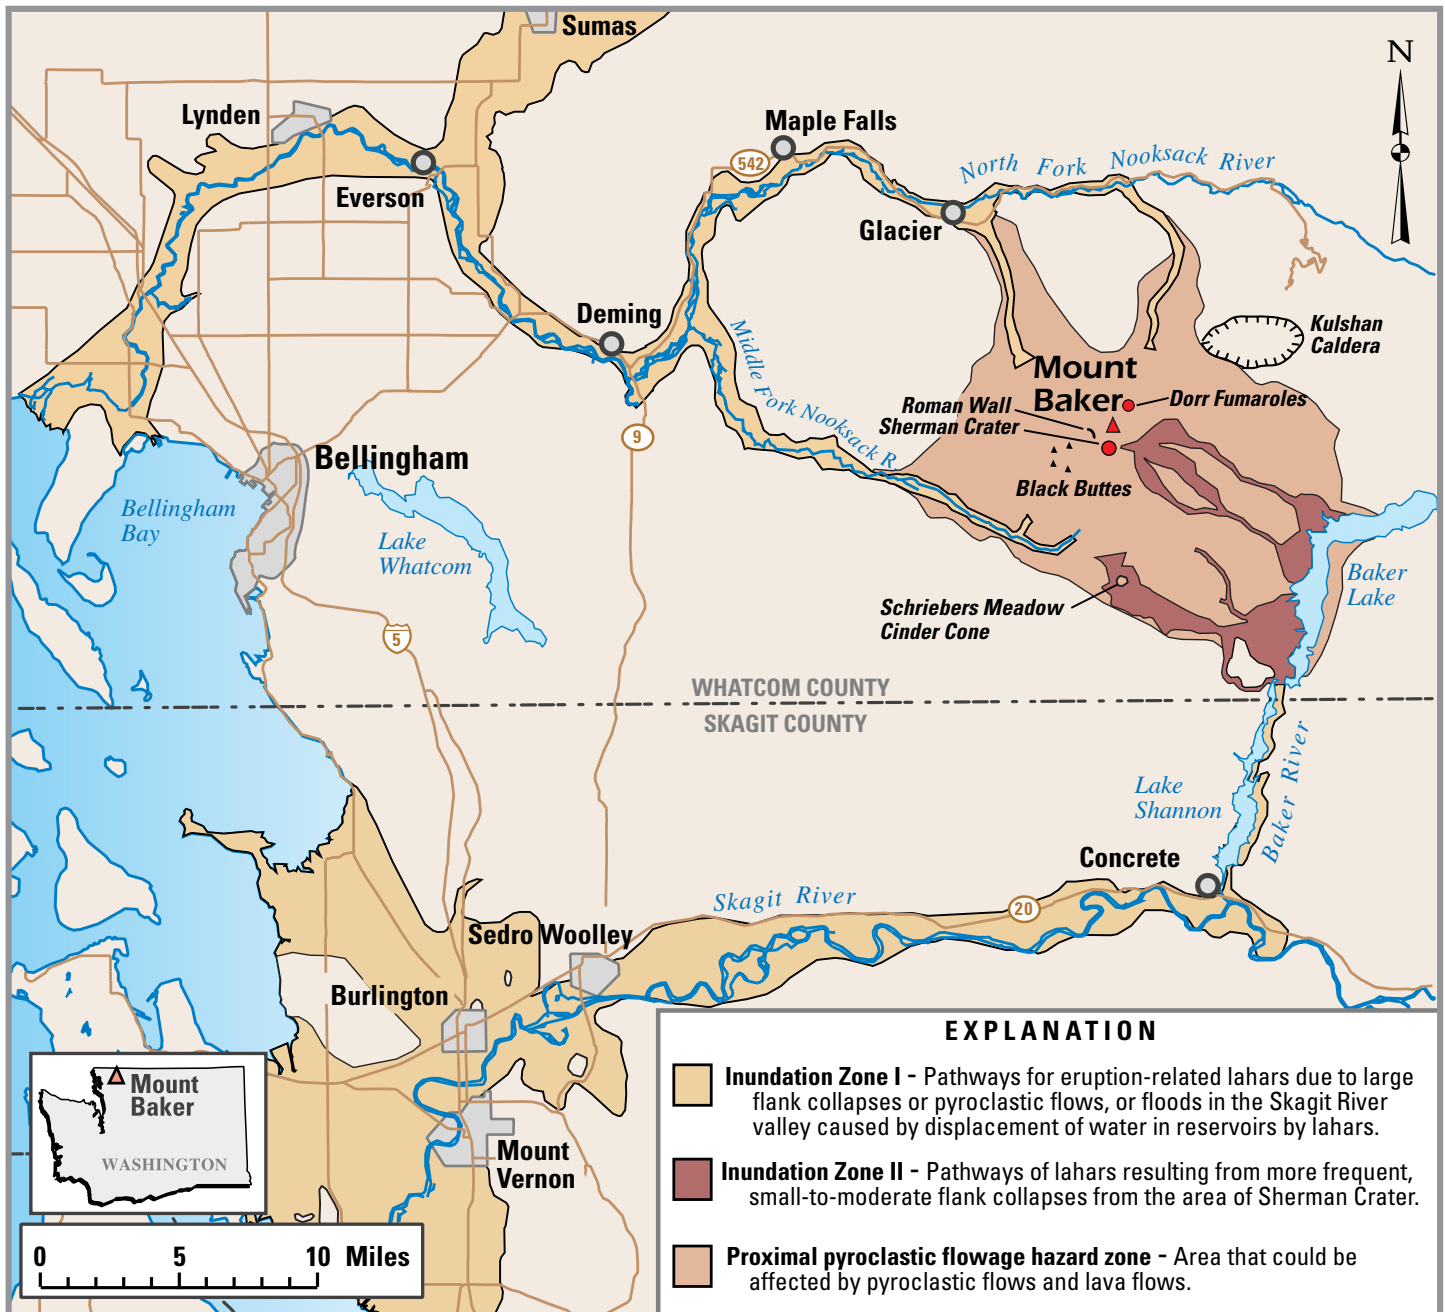 Sumas
N
Lynden
Maple Falls
542
North Fork Nooksack River
Everson
Glacier
Deming
Middle Fork Nooksack R.
Kulshan
Caldera
Mount
Baker
Dorr Fumaroles
Roman Wall
Sherman Crater
9
Bellingham
Black Buttes
Bellingham
Bay
Lake
Whatcom
Baker
Lake
Schriebers Meadow
Cinder Cone
5
WHATCOM COUNTY
SKAGIT COUNTY
Lake
Shannon
Baker River
Concrete
Skagit River
20
Sedro Woolley
Burlington
Mount
Vernon
Mount
Baker
WASHINGTON
0 5 10 Miles
EXPLANATION
Inundation Zone I - Pathways for eruption-related lahars due to large
flank collapses or pyroclastic flows, or floods in the Skagit River
valley caused by displacement of water in reservoirs by lahars.
Inundation Zone II - Pathways of lahars resulting from more frequent,
small-to-moderate flank collapses from the area of Sherman Crater.
Proximal pyroclastic flowage hazard zone - Area that could be
affected by pyroclastic flows and lava flows.